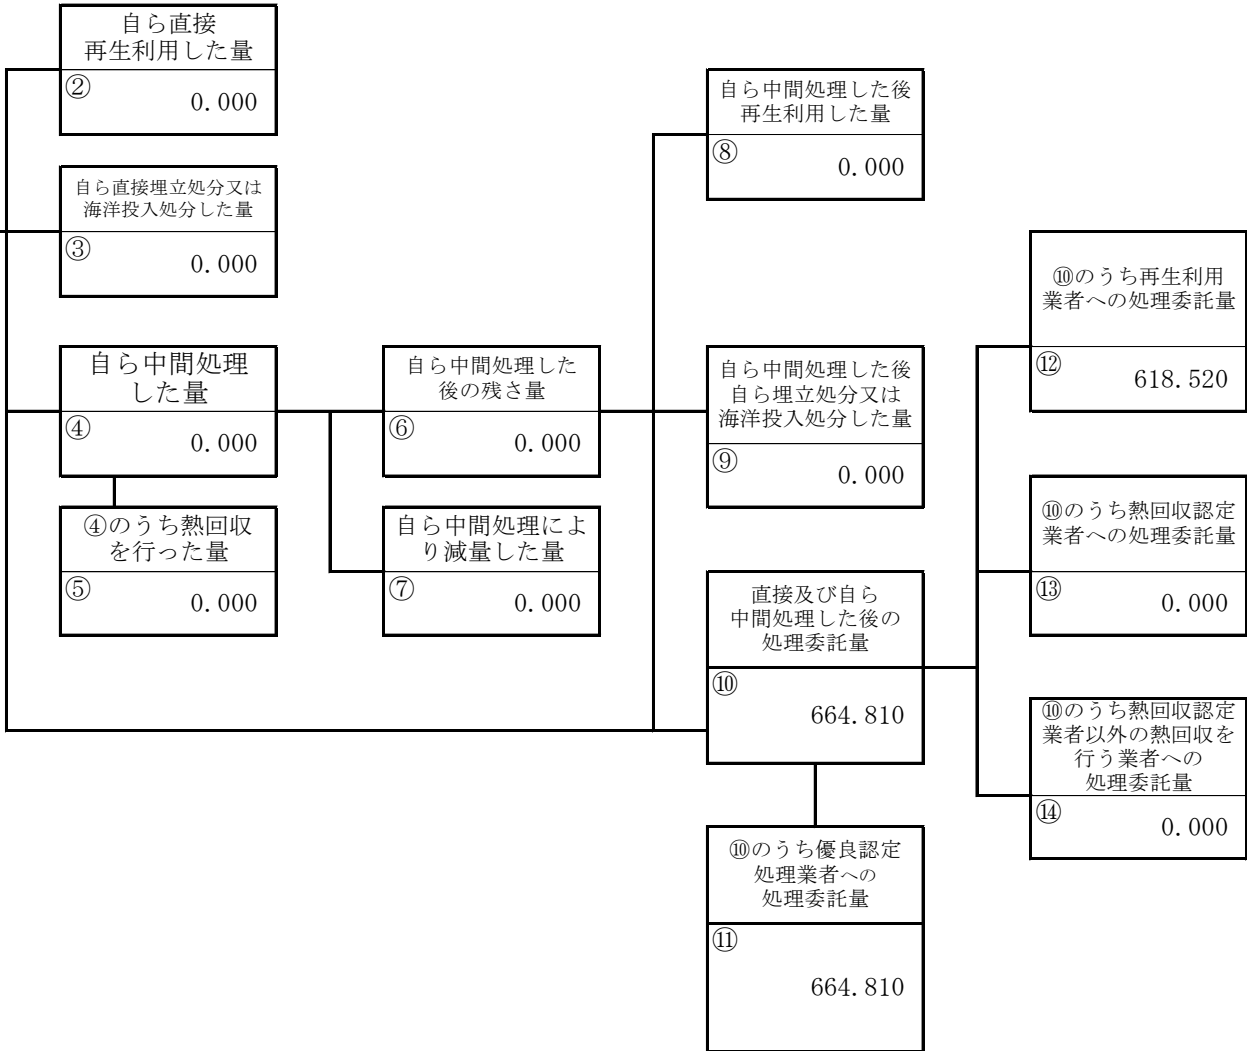 自ら直接
再生利用した量
②
0.000
自ら直接埋立処分又は
海洋投入処分した量
③
0.000
自ら中間処理
した量
④
0.000
④のうち熱回収
を行った量
⑤
0.000
自ら中間処理した
後の残さ量
⑥
0.000
自ら中間処理によ
り減量した量
⑦
0.000
自ら中間処理した後
再生利用した量
⑧
0.000
自ら中間処理した後
自ら埋立処分又は
海洋投入処分した量
⑨
0.000
直接及び自ら
中間処理した後の
処理委託量
⑩
664.810
⑩のうち優良認定
処理業者への
処理委託量
⑪
664.810
⑩のうち再生利用
業者への処理委託量
⑫
618.520
⑩のうち熱回収認定
業者への処理委託量
⑬
0.000
⑩のうち熱回収認定
業者以外の熱回収を
行う業者への
処理委託量
⑭
0.000